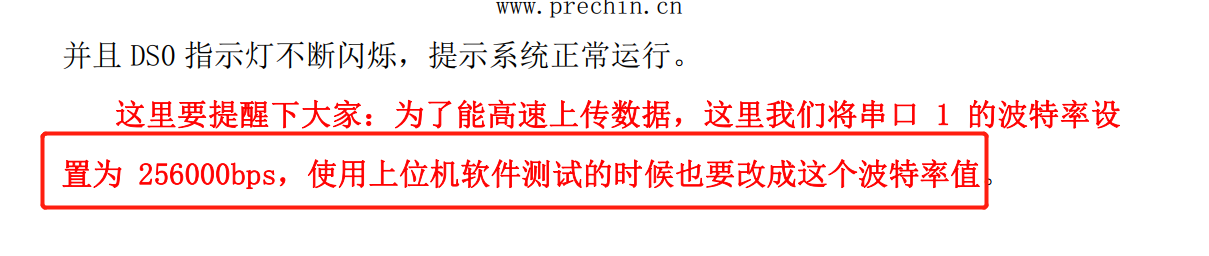 www.prechin.cn
并且 DS0 指示灯不断闪烁，提示系统正常运行。
这里要提醒下大家：为了能高速上传数据，这里我们将串口 1 的波特率设
置为 256000bps，使用上位机软件测试的时候也要改成这个波特率值。